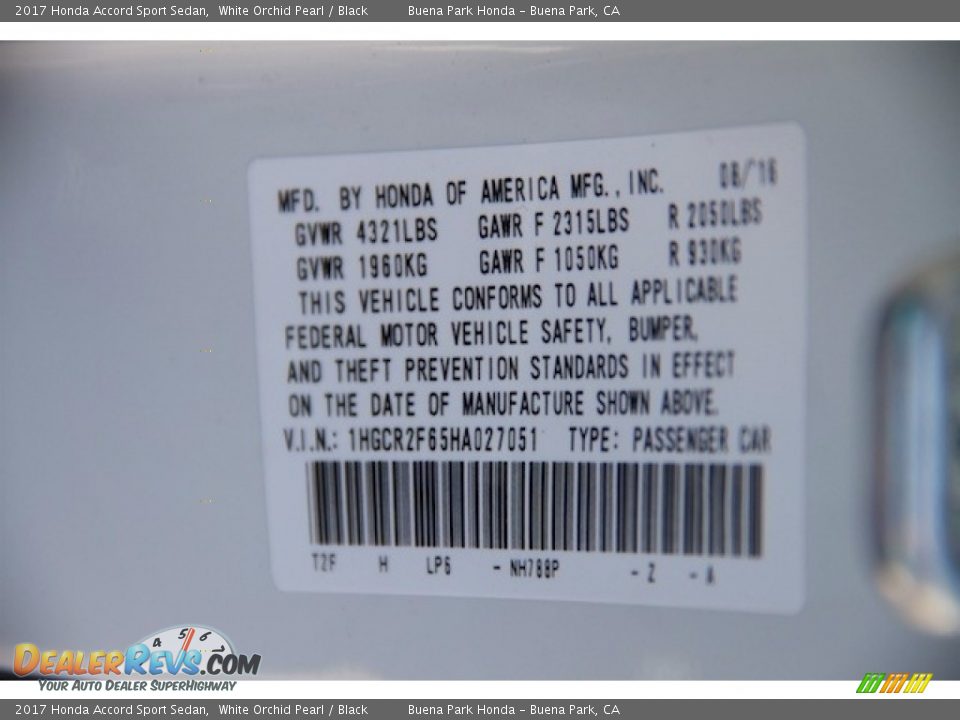 2017 Honda Accord Sport Sedan, White Orchid Pearl / Black Buena Park Honda - Buena Park, CA
MFD. BY HONDA OF AMERICA MFG., INC. 08/16
GVWR 4321LBS GAWR F 2315LBS R 2050LBS
GVWR 1960KG GAWR F 1050KG R 930KG
THIS VEHICLE CONFORMS TO ALL APPLICABLE
FEDERAL MOTOR VEHICLE SAFETY, BUMPER,
AND THEFT PREVENTION STANDARDS IN EFFECT
ON THE DATE OF MANUFACTURE SHOWN ABOVE.
V.I.N.: 1HGCR2F65HA027051 TYPE: PASSENGER CAR
T2F H LP6 - NH788P - Z - A
4 5 6
DEALERREVS.COM
YOUR AUTO DEALER SUPERHIGHWAY
2017 Honda Accord Sport Sedan, White Orchid Pearl / Black Buena Park Honda - Buena Park, CA